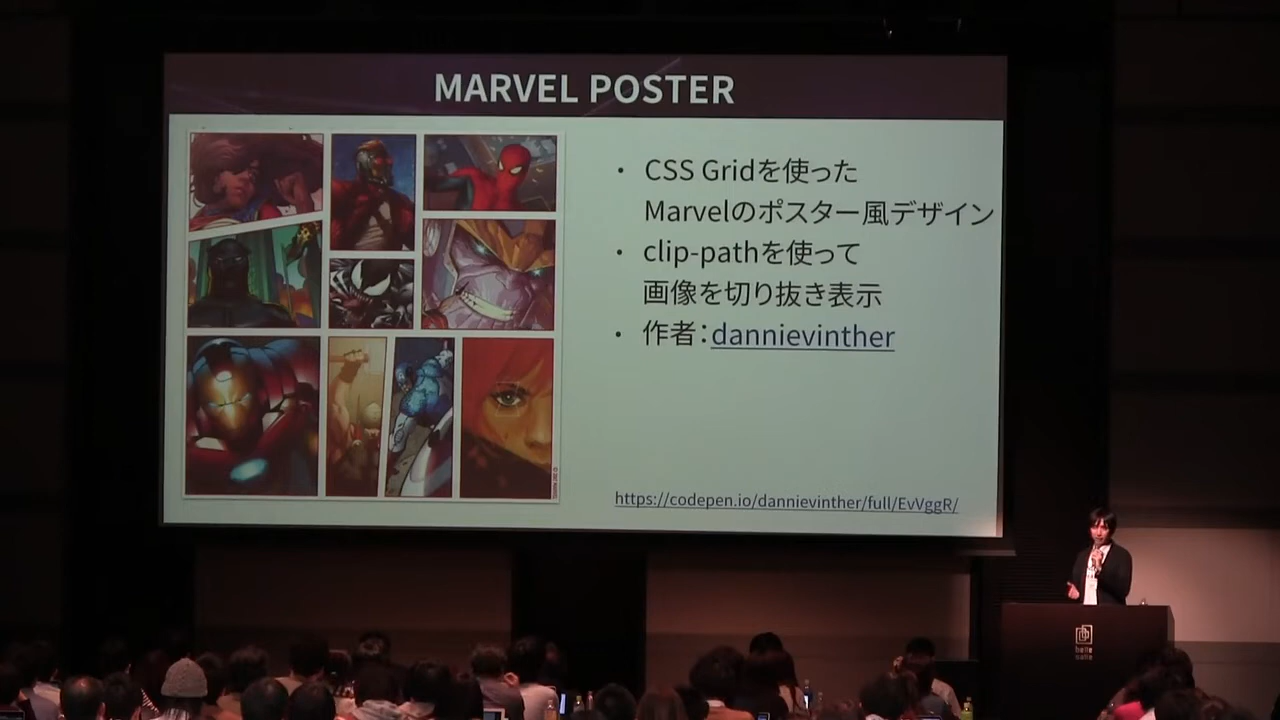 MARVEL POSTER
・ CSS Gridを使った
Marvelのポスター風デザイン
・ clip-pathを使って
画像を切り抜き表示
・ 作者：dannievinther
https://codepen.io/dannievinther/full/EvVggR/
belle
salle